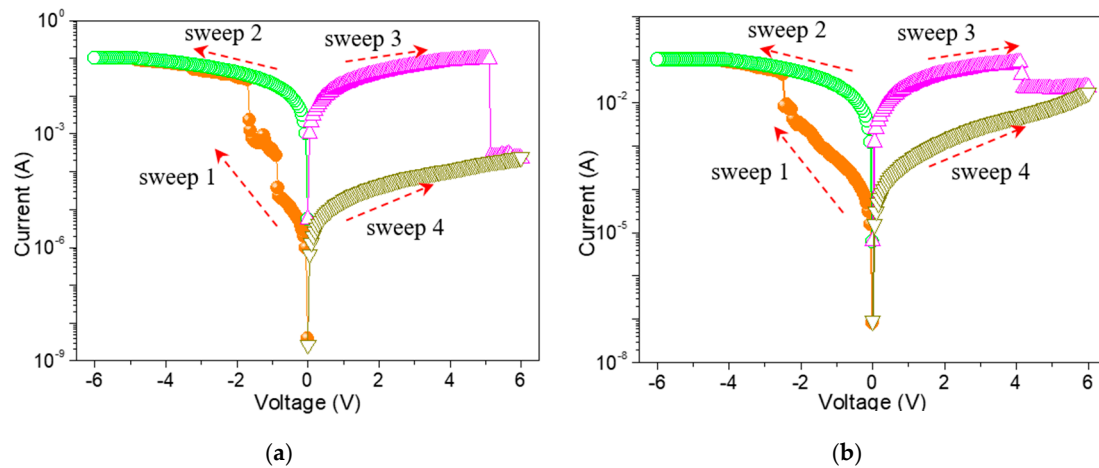 10^0
10^-3
10^-6
10^-9
Current (A)
sweep 2
sweep 3
sweep 1
sweep 4
-6 -4 -2 0 2 4 6
Voltage (V)
(a)
10^-2
10^-5
10^-8
Current (A)
sweep 2
sweep 3
sweep 1
sweep 4
-6 -4 -2 0 2 4 6
Voltage (V)
(b)